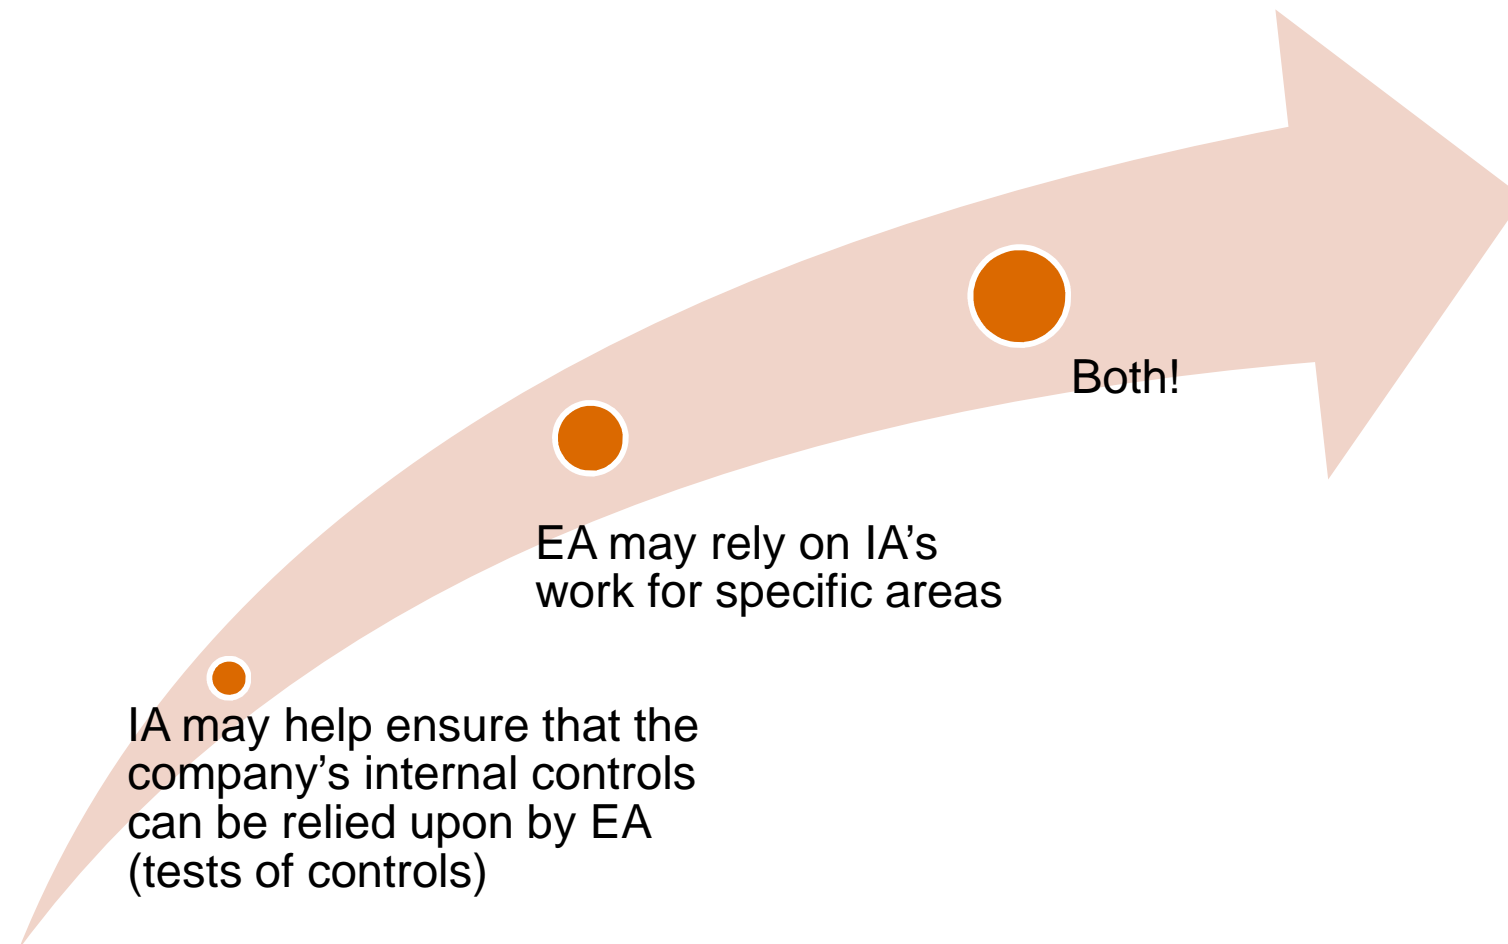 Both!
EA may rely on IA’s
work for specific areas
IA may help ensure that the
company’s internal controls
can be relied upon by EA
(tests of controls)